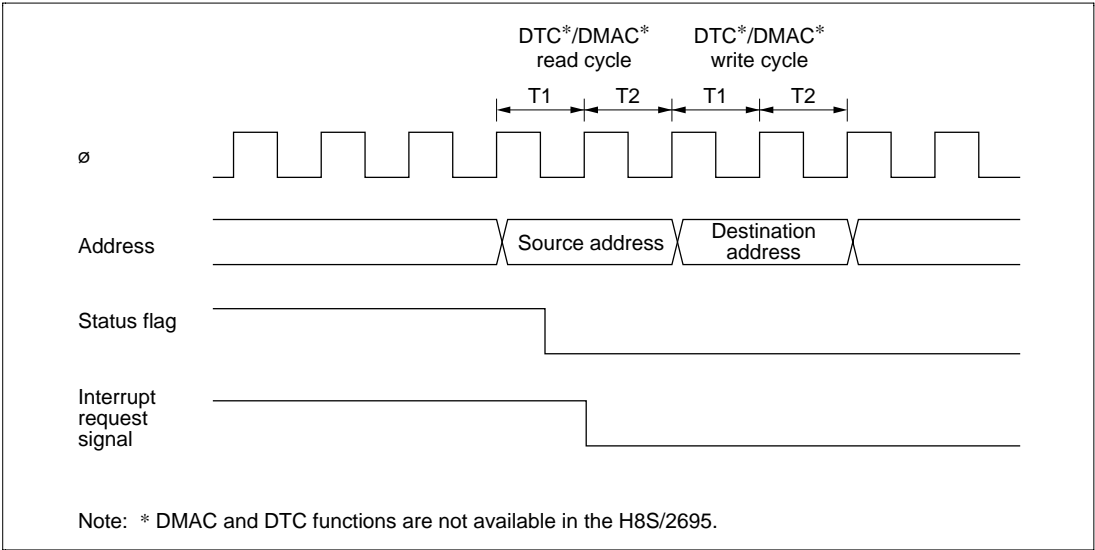 DTC*/DMAC*
read cycle
DTC*/DMAC*
write cycle
T1
T2
T1
T2
ø
Address
Source address
Destination
address
Status flag
Interrupt
request
signal
Note: * DMAC and DTC functions are not available in the H8S/2695.